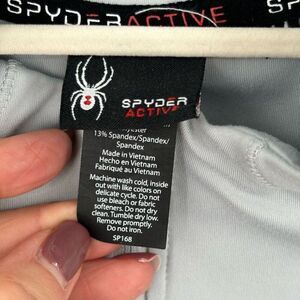 SPYDERACTIVE
SPYDER
ACTIVE
13% Spandex/Spandex/
Spandex
Made in Vietnam
Hecho en Vietnam
Fabriqué au Vietnam
Machine wash cold, inside
out with like colors on
delicate cycle. Do not
use bleach or fabric
softeners. Do not dry
clean. Tumble dry low.
Remove promptly.
Do not iron.
SP168